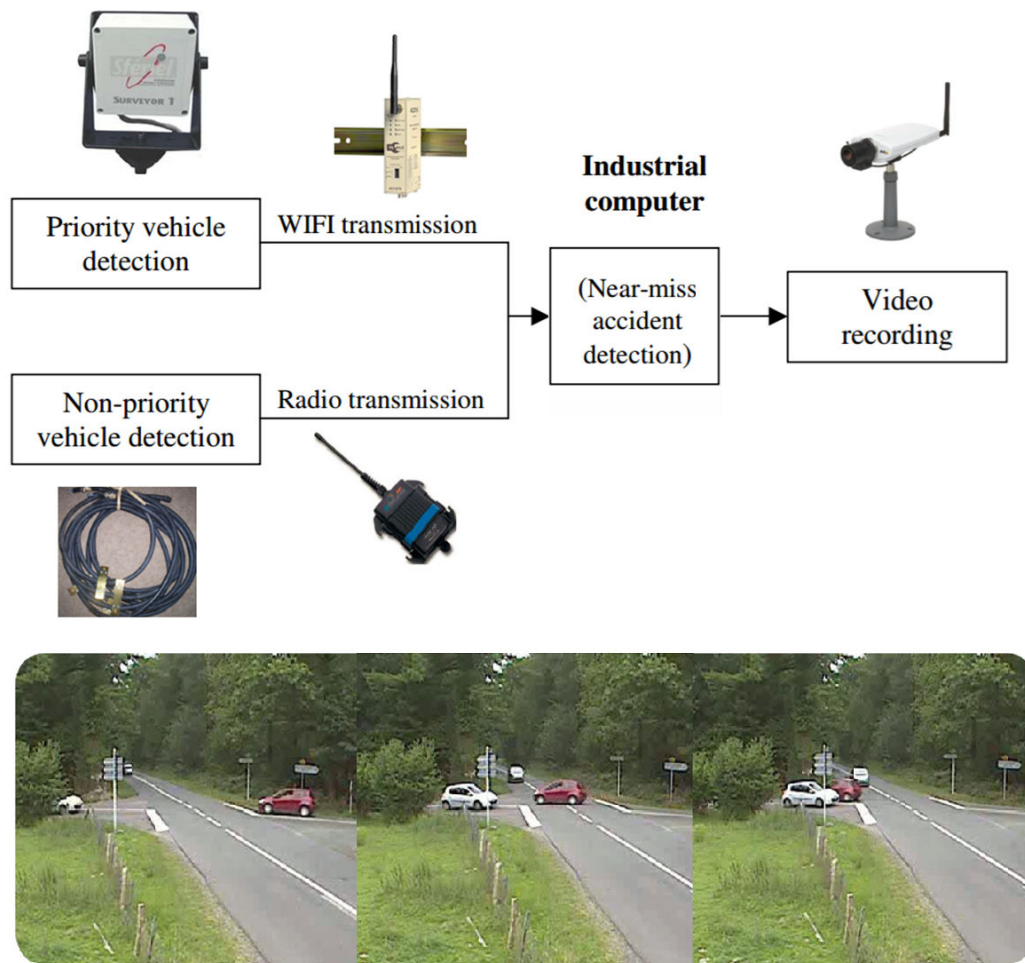 Sfériel
SURVEYOR 1
Industrial
computer
Priority vehicle
detection
WIFI transmission
(Near-miss
accident
detection)
Video
recording
Non-priority
vehicle detection
Radio transmission